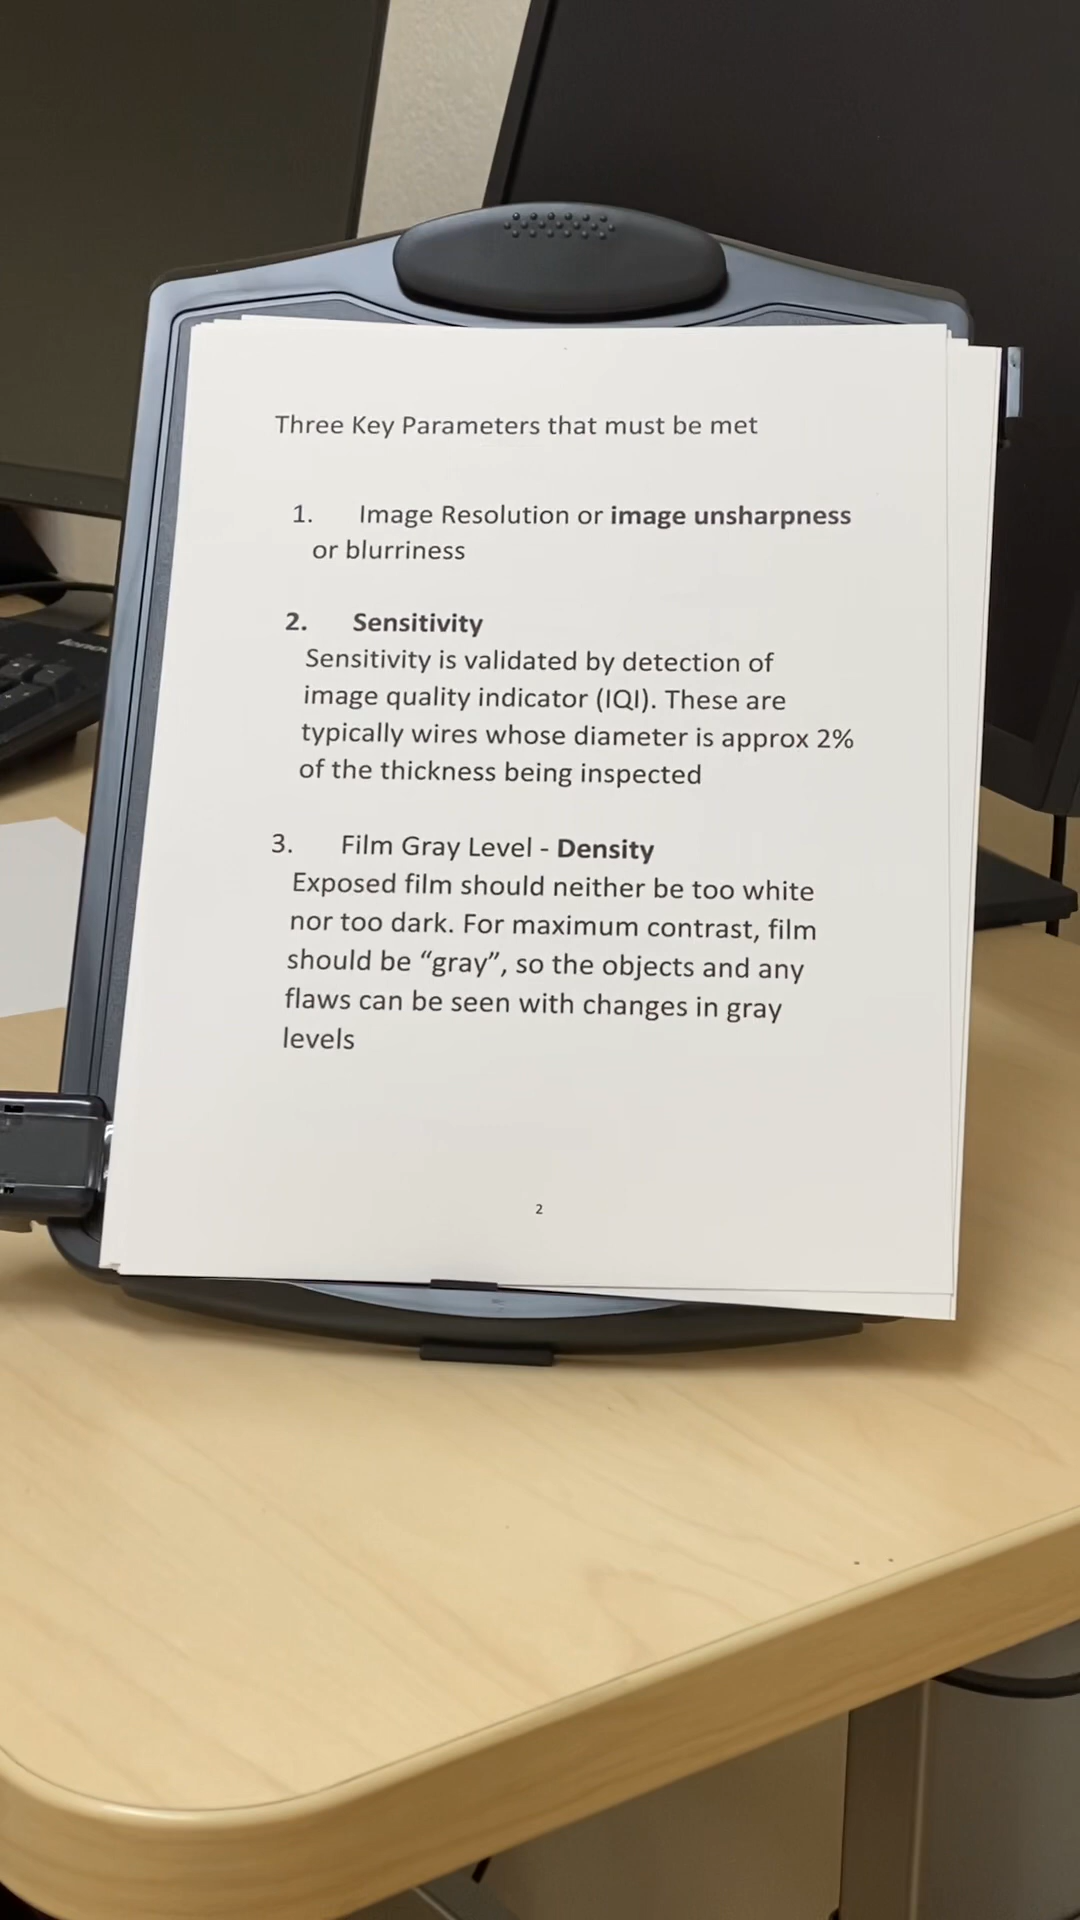 Three Key Parameters that must be met
1. Image Resolution or image unsharpness
or blurriness
2. Sensitivity
Sensitivity is validated by detection of
image quality indicator (IQI). These are
typically wires whose diameter is approx 2%
of the thickness being inspected
3. Film Gray Level - Density
Exposed film should neither be too white
nor too dark. For maximum contrast, film
should be “gray”, so the objects and any
flaws can be seen with changes in gray
levels
2